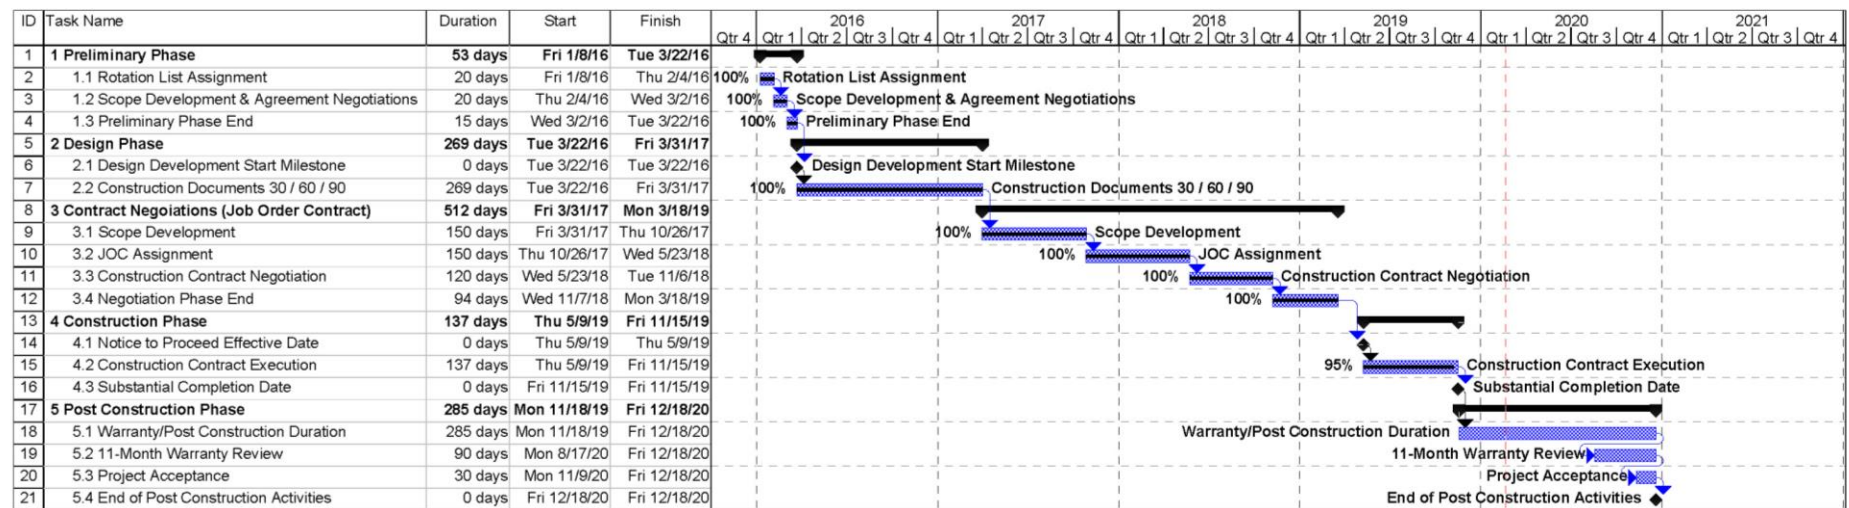 ID Task Name Duration Start Finish 2016 2017 2018 2019 2020 2021
Qtr 4 Qtr 1 Qtr 2 Qtr 3 Qtr 4 Qtr 1 Qtr 2 Qtr 3 Qtr 4 Qtr 1 Qtr 2 Qtr 3 Qtr 4 Qtr 1 Qtr 2 Qtr 3 Qtr 4 Qtr 1 Qtr 2 Qtr 3 Qtr 4 Qtr 1 Qtr 2 Qtr 3 Qtr 4
1 1 Preliminary Phase 53 days Fri 1/8/16 Tue 3/22/16
2 1.1 Rotation List Assignment 20 days Fri 1/8/16 Thu 2/4/16 100% Rotation List Assignment
3 1.2 Scope Development & Agreement Negotiations 20 days Thu 2/4/16 Wed 3/2/16 100% Scope Development & Agreement Negotiations
4 1.3 Preliminary Phase End 15 days Wed 3/2/16 Tue 3/22/16 100% Preliminary Phase End
5 2 Design Phase 269 days Tue 3/22/16 Fri 3/31/17
6 2.1 Design Development Start Milestone 0 days Tue 3/22/16 Tue 3/22/16 Design Development Start Milestone
7 2.2 Construction Documents 30 / 60 / 90 269 days Tue 3/22/16 Fri 3/31/17 100% Construction Documents 30 / 60 / 90
8 3 Contract Negoiations (Job Order Contract) 512 days Fri 3/31/17 Mon 3/18/19
9 3.1 Scope Development 150 days Fri 3/31/17 Thu 10/26/17 100% Scope Development
10 3.2 JOC Assignment 150 days Thu 10/26/17 Wed 5/23/18 100% JOC Assignment
11 3.3 Construction Contract Negotiation 120 days Wed 5/23/18 Tue 11/6/18 100% Construction Contract Negotiation
12 3.4 Negotiation Phase End 94 days Wed 11/7/18 Mon 3/18/19 100%
13 4 Construction Phase 137 days Thu 5/9/19 Fri 11/15/19
14 4.1 Notice to Proceed Effective Date 0 days Thu 5/9/19 Thu 5/9/19
15 4.2 Construction Contract Execution 137 days Thu 5/9/19 Fri 11/15/19 95% Construction Contract Execution
16 4.3 Substantial Completion Date 0 days Fri 11/15/19 Fri 11/15/19 Substantial Completion Date
17 5 Post Construction Phase 285 days Mon 11/18/19 Fri 12/18/20
18 5.1 Warranty/Post Construction Duration 285 days Mon 11/18/19 Fri 12/18/20 Warranty/Post Construction Duration
19 5.2 11-Month Warranty Review 90 days Mon 8/17/20 Fri 12/18/20 11-Month Warranty Review
20 5.3 Project Acceptance 30 days Mon 11/9/20 Fri 12/18/20 Project Acceptance
21 5.4 End of Post Construction Activities 0 days Fri 12/18/20 Fri 12/18/20 End of Post Construction Activities